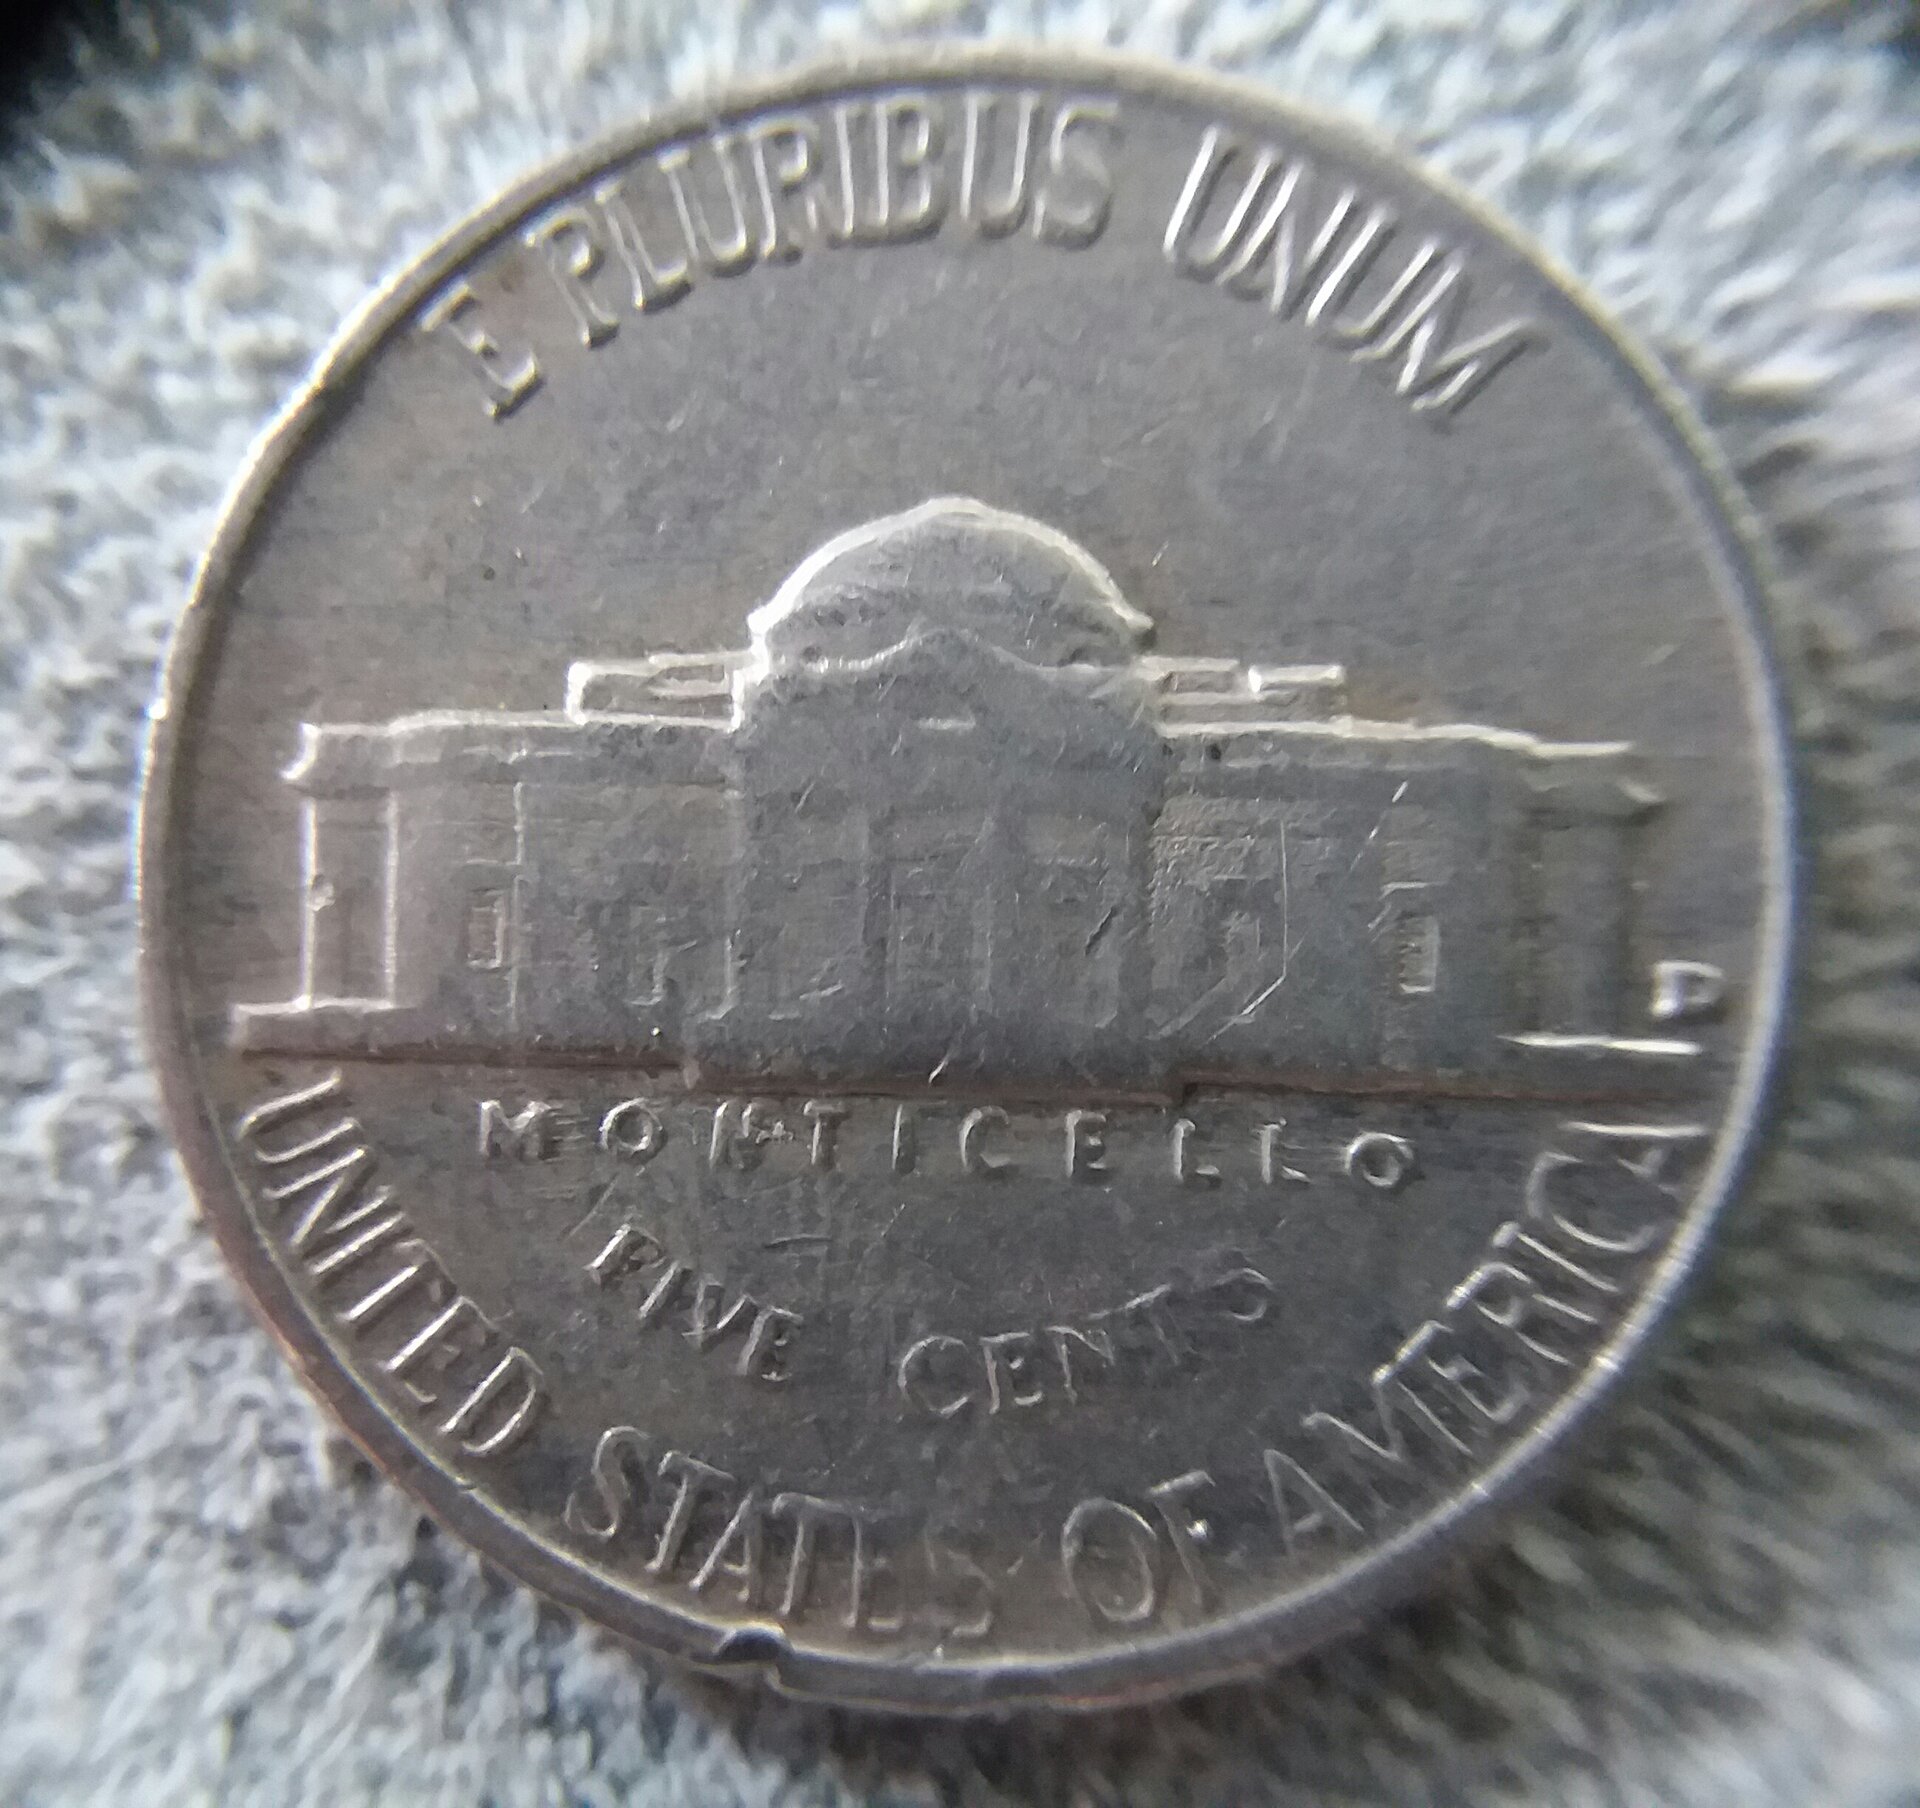 E PLURIBUS UNUM
D
MONTICELLO
FIVE CENTS
UNITED STATES OF AMERICA